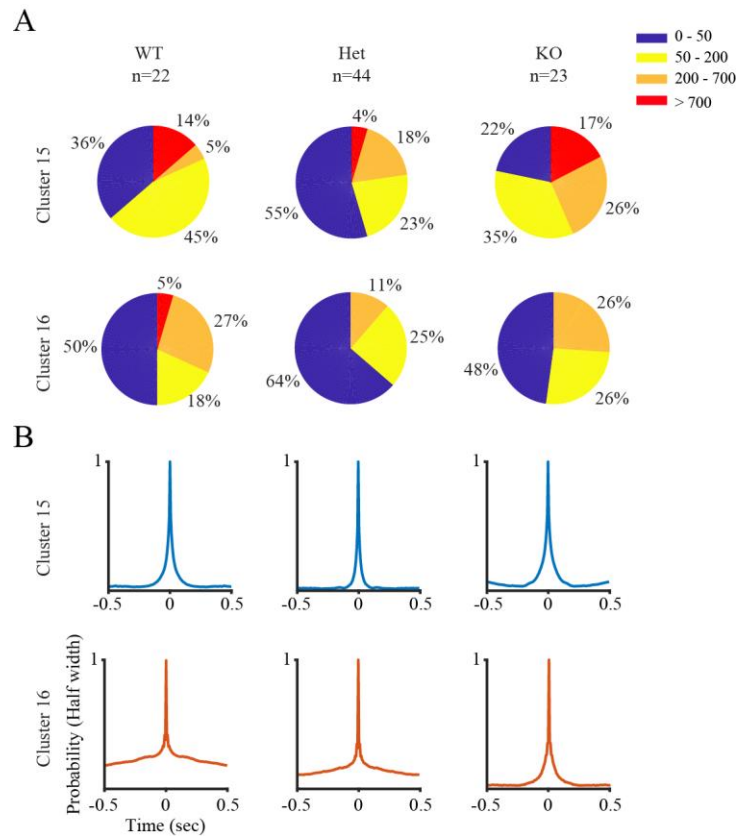 A
WT
n=22
Het
n=44
KO
n=23
0 - 50
50 - 200
200 - 700
> 700
Cluster 15
36%
14%
5%
45%
4%
18%
55%
23%
22%
17%
35%
26%
Cluster 16
5%
50%
27%
18%
11%
25%
64%
26%
48%
26%
B
Cluster 15
1
-0.5
0
0.5
1
-0.5
0
0.5
1
-0.5
0
0.5
Cluster 16
Probability (Half width)
1
-0.5
0
0.5
Time (sec)
1
-0.5
0
0.5
1
-0.5
0
0.5